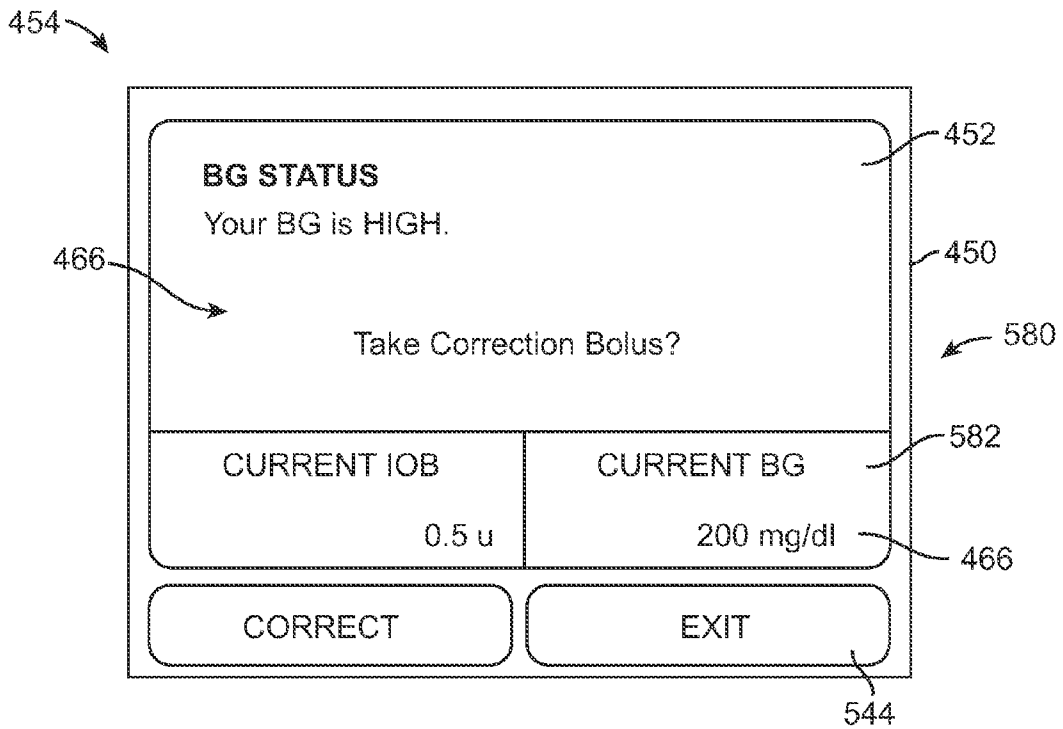 454
452
BG STATUS
Your BG is HIGH.
450
466
580
Take Correction Bolus?
582
CURRENT IOB
CURRENT BG
0.5 u
200 mg/dl
466
CORRECT
EXIT
544